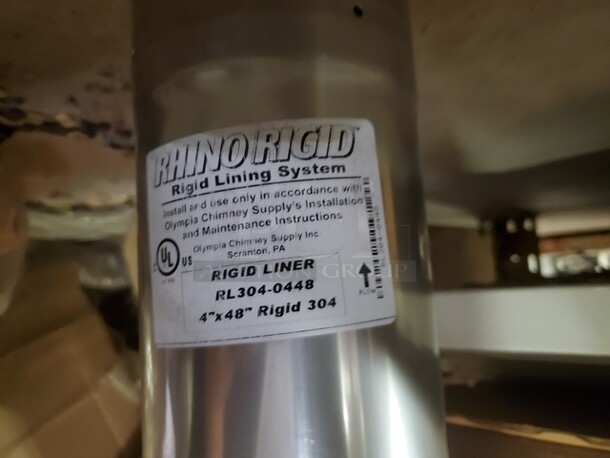 RHINO RIGID
Rigid Lining System
Install and use only in accordance with
Olympia Chimney Supply's Installation
and Maintenance Instructions
Olympia Chimney Supply Inc.
Scranton, PA
UL US
RIGID LINER
RL304-0448
4"x48" Rigid 304